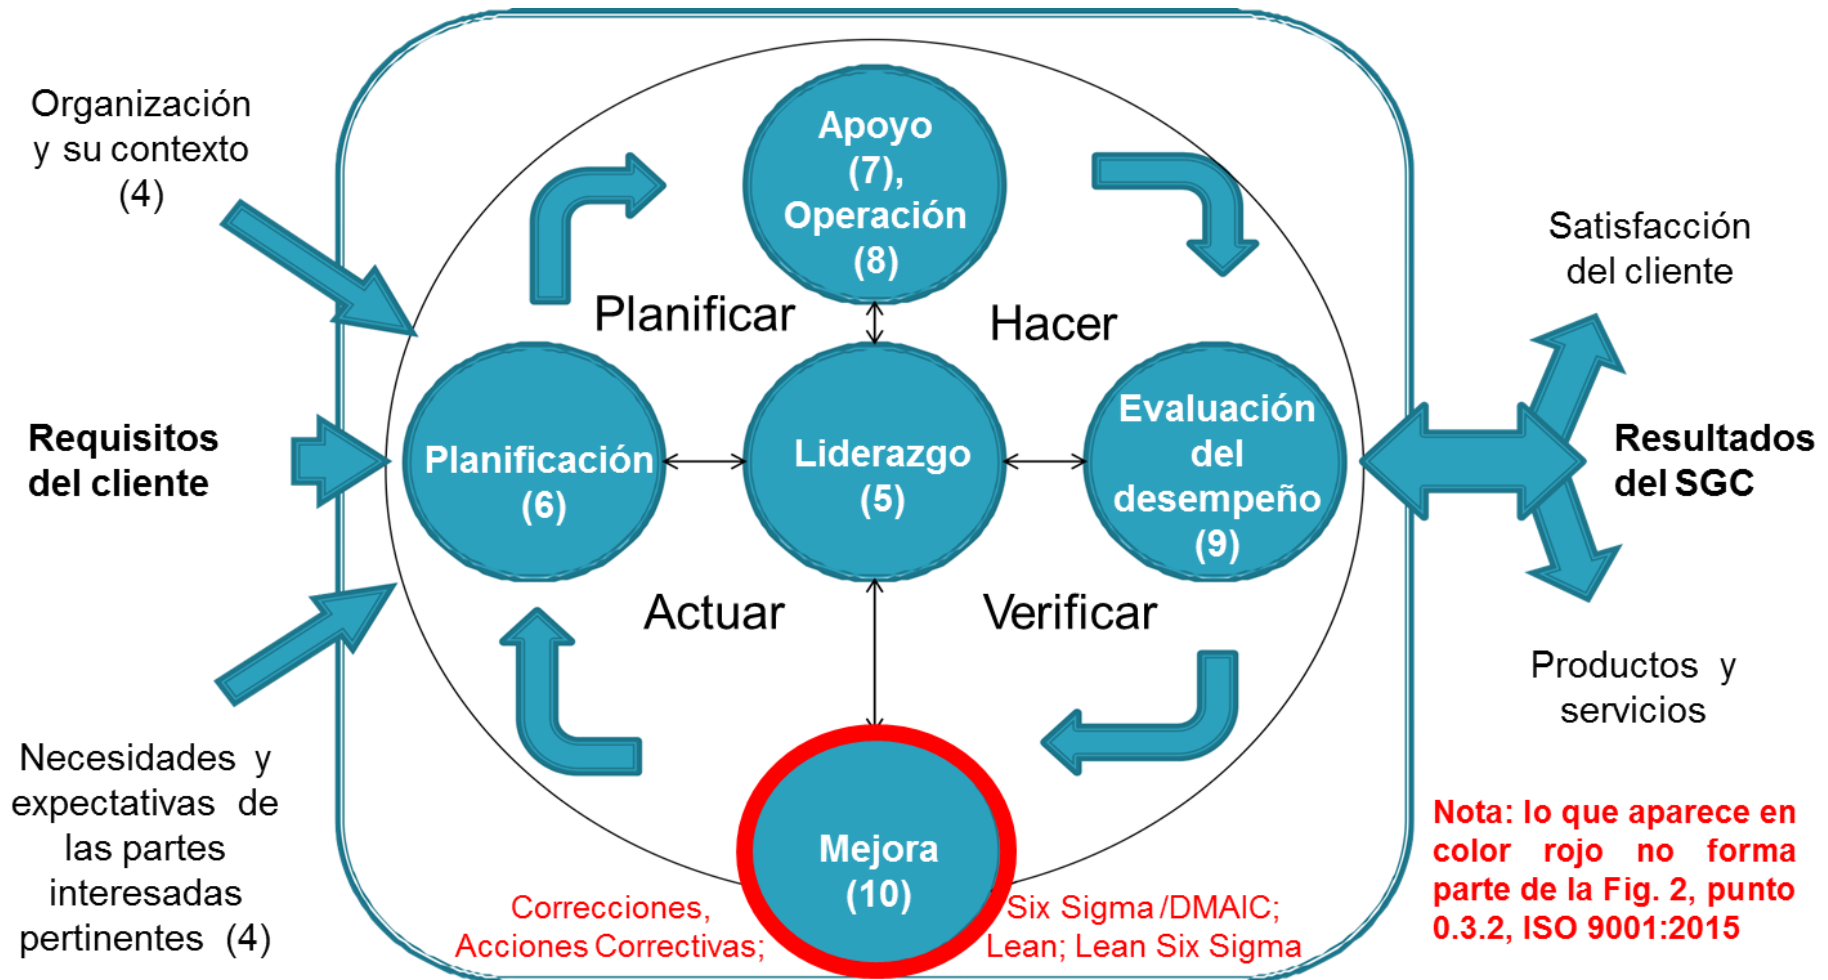 Organización
y su contexto
(4)
Requisitos
del cliente
Necesidades y
expectativas de
las partes
interesadas
pertinentes (4)
Apoyo
(7),
Operación
(8)
Planificar
Hacer
Planificación
(6)
Liderazgo
(5)
Evaluación
del
desempeño
(9)
Actuar
Verificar
Mejora
(10)
Correcciones,
Acciones Correctivas;
Six Sigma /DMAIC;
Lean; Lean Six Sigma
Satisfacción
del cliente
Resultados
del SGC
Productos y
servicios
Nota: lo que aparece en
color rojo no forma
parte de la Fig. 2, punto
0.3.2, ISO 9001:2015